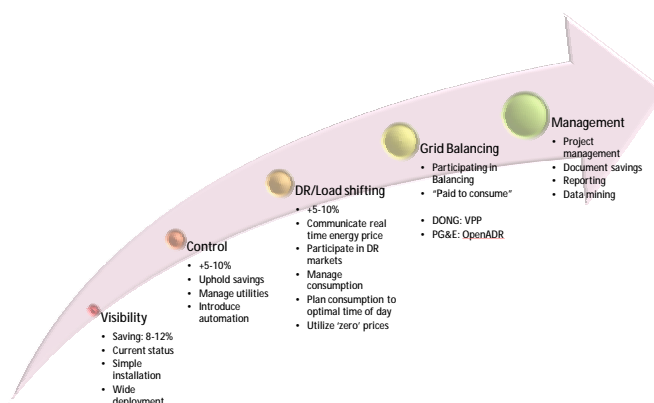 Visibility
• Saving: 8-12%
• Current status
• Simple
installation
• Wide
deployment
Control
• +5-10%
• Uphold savings
• Manage utilities
• Introduce
automation
DR/Load shifting
• +5-10%
• Communicate real
time energy price
• Participate in DR
markets
• Manage
consumption
• Plan consumption to
optimal time of day
• Utilize ‘zero’ prices
Grid Balancing
• Participating in
Balancing
• “Paid to consume”
• DONG: VPP
• PG&E: OpenADR
Management
• Project
management
• Document savings
• Reporting
• Data mining